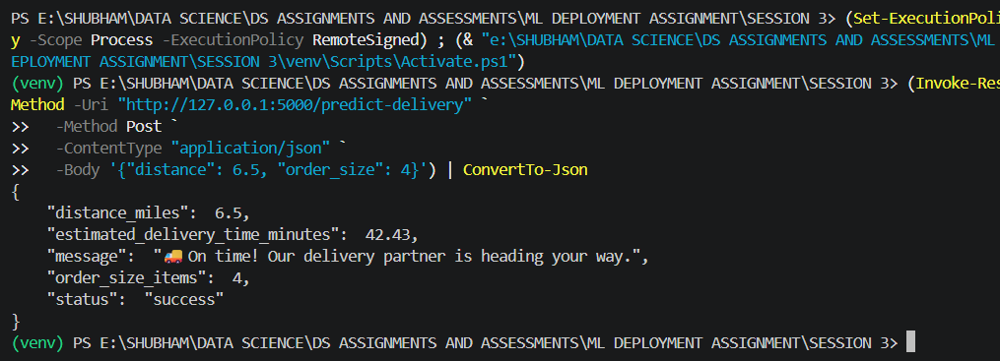 PS E:\SHUBHAM\DATA SCIENCE\DS ASSIGNMENTS AND ASSESSMENTS\ML DEPLOYMENT ASSIGNMENT\SESSION 3> (Set-ExecutionPoli
y -Scope Process -ExecutionPolicy RemoteSigned) ; (& "e:\SHUBHAM\DATA SCIENCE\DS ASSIGNMENTS AND ASSESSMENTS\ML
EPLOYMENT ASSIGNMENT\SESSION 3\venv\Scripts\Activate.ps1")
(venv) PS E:\SHUBHAM\DATA SCIENCE\DS ASSIGNMENTS AND ASSESSMENTS\ML DEPLOYMENT ASSIGNMENT\SESSION 3> (Invoke-Res
Method -Uri "http://127.0.0.1:5000/predict-delivery" `
>>   -Method Post `
>>   -ContentType "application/json" `
>>   -Body '{"distance": 6.5, "order_size": 4}') | ConvertTo-Json
{
    "distance_miles":  6.5,
    "estimated_delivery_time_minutes":  42.43,
    "message":  "🚚 On time! Our delivery partner is heading your way.",
    "order_size_items":  4,
    "status":  "success"
}
(venv) PS E:\SHUBHAM\DATA SCIENCE\DS ASSIGNMENTS AND ASSESSMENTS\ML DEPLOYMENT ASSIGNMENT\SESSION 3>